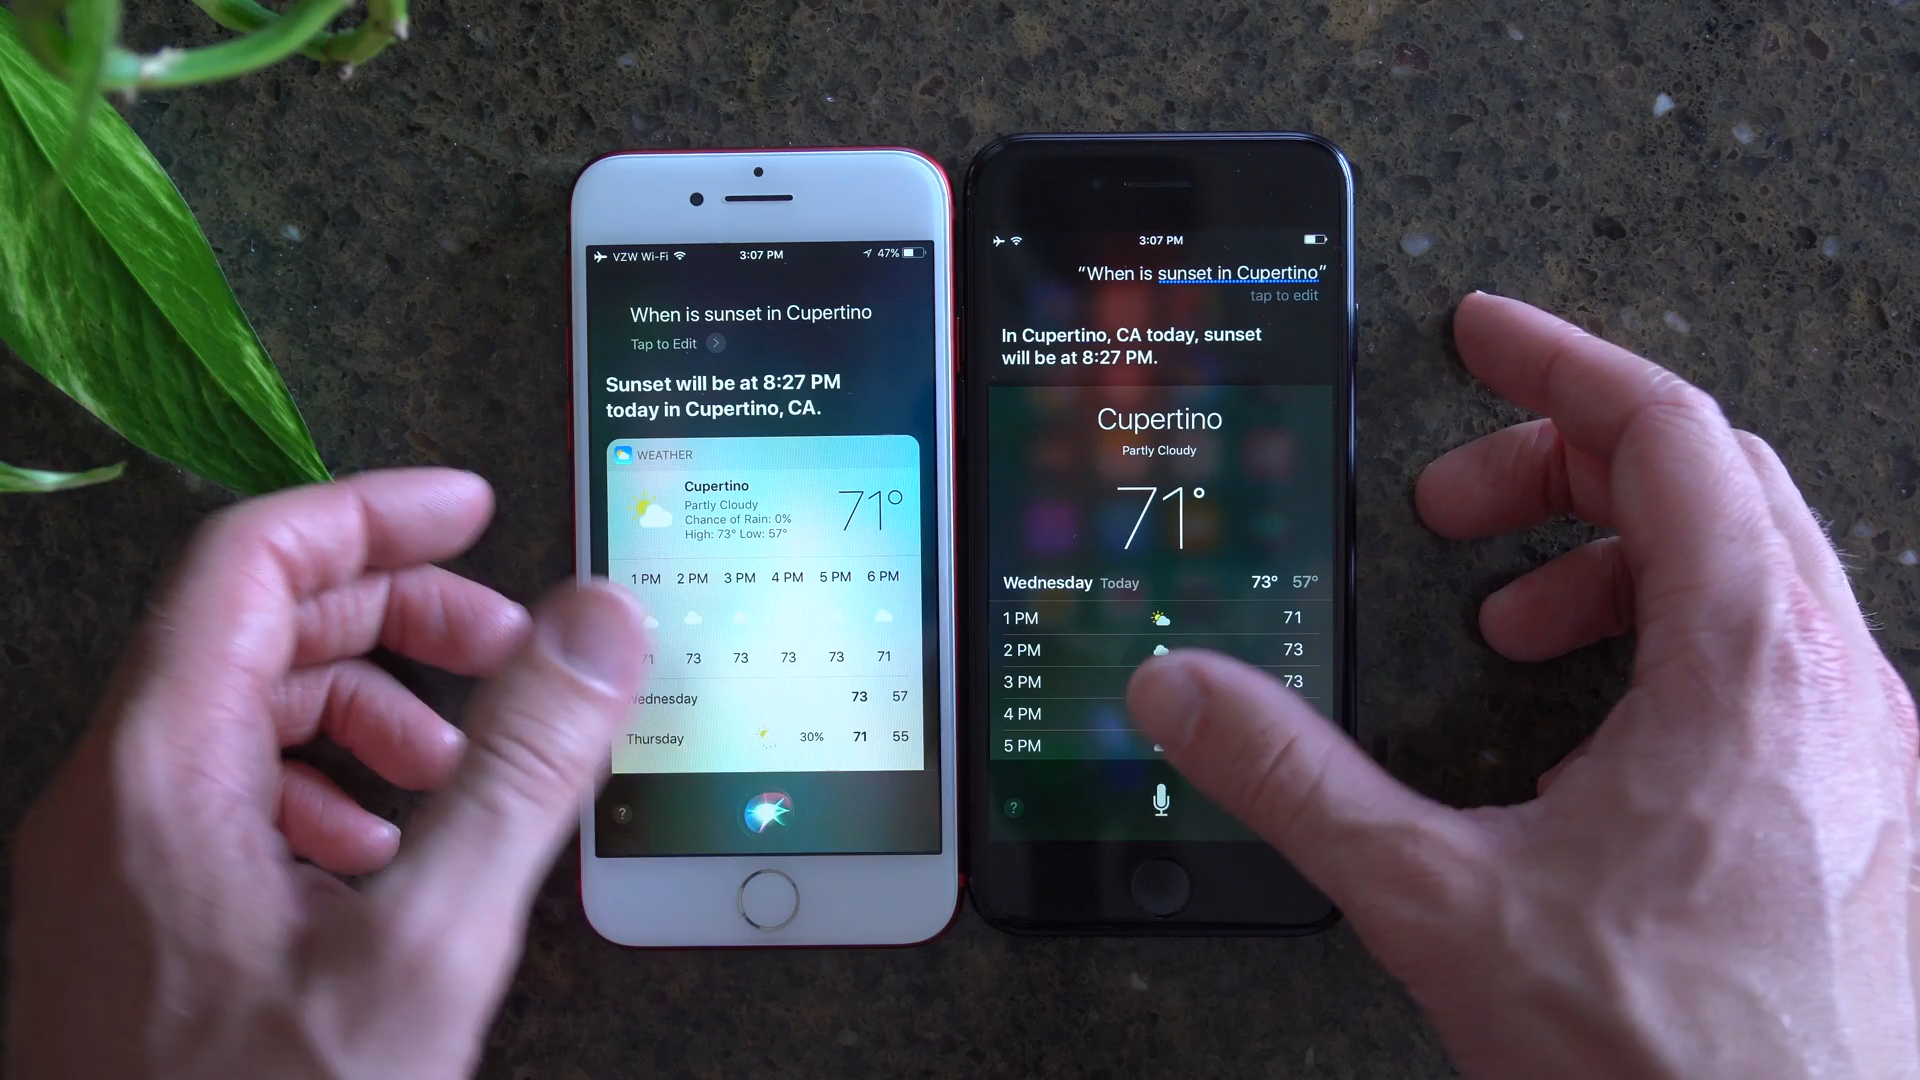 VZW Wi-Fi 3:07 PM 47%
When is sunset in Cupertino
Tap to Edit
Sunset will be at 8:27 PM
today in Cupertino, CA.
WEATHER
Cupertino
Partly Cloudy
Chance of Rain: 0%
High: 73° Low: 57°
71°
1 PM 2 PM 3 PM 4 PM 5 PM 6 PM
71 73 73 73 73 71
Wednesday 73 57
Thursday 30% 71 55
?
3:07 PM
“When is sunset in Cupertino”
tap to edit
In Cupertino, CA today, sunset
will be at 8:27 PM.
Cupertino
Partly Cloudy
71°
Wednesday Today 73° 57°
1 PM 71
2 PM 73
3 PM 73
4 PM
5 PM
?